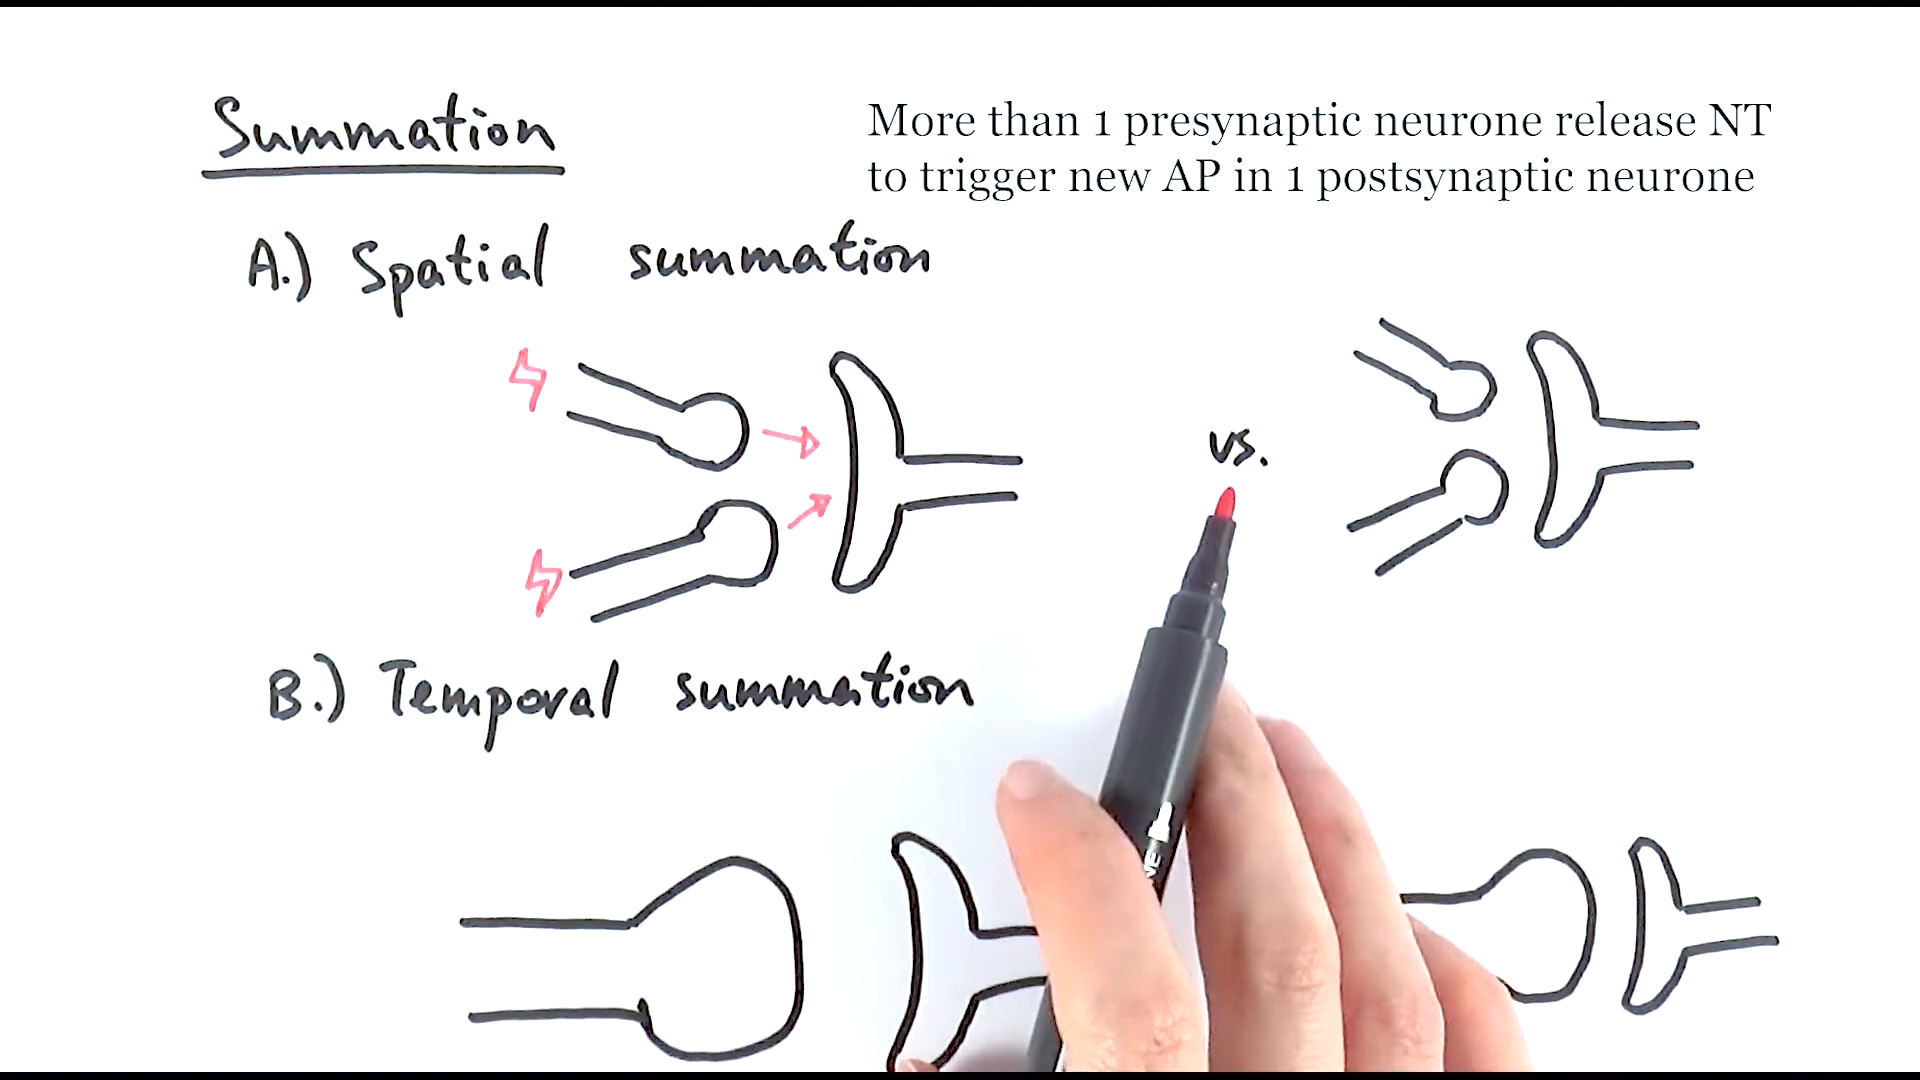 Summation
More than 1 presynaptic neurone release NT
to trigger new AP in 1 postsynaptic neurone
A.) Spatial summation
vs.
B.) Temporal summation